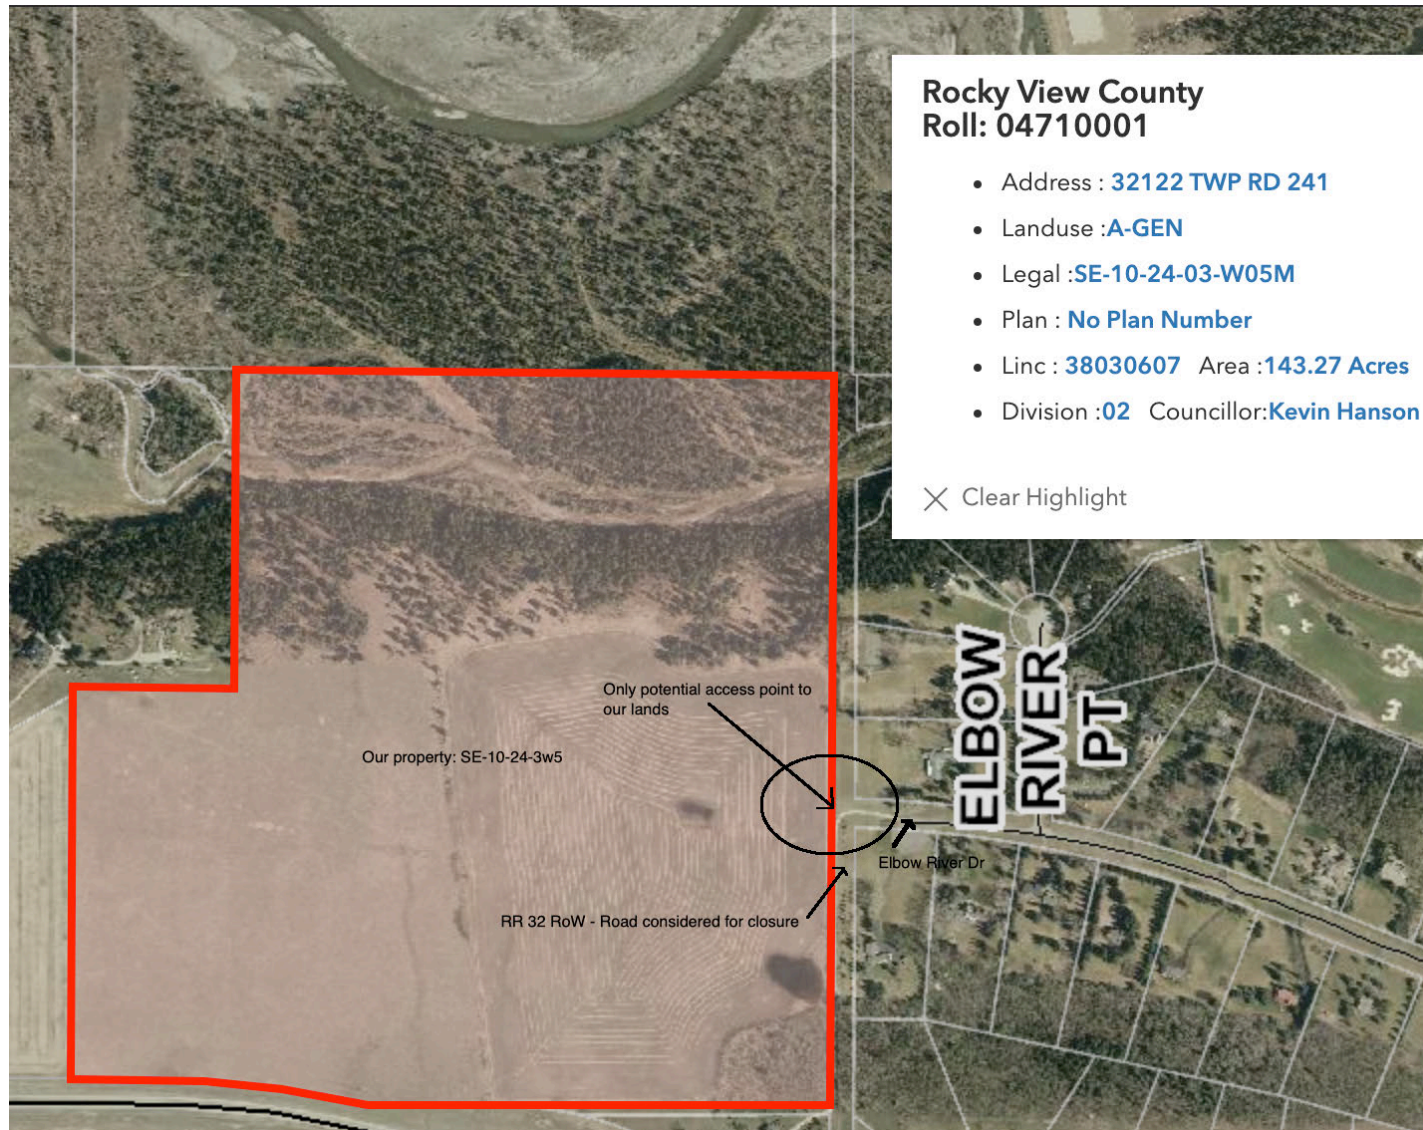 Rocky View County
Roll: 04710001
• Address : 32122 TWP RD 241
• Landuse :A-GEN
• Legal :SE-10-24-03-W05M
• Plan : No Plan Number
• Linc : 38030607 Area :143.27 Acres
• Division :02 Councillor:Kevin Hanson
Clear Highlight
Only potential access point to
our lands
Our property: SE-10-24-3w5
ELBOW
RIVER
PT
Elbow River Dr
RR 32 RoW - Road considered for closure